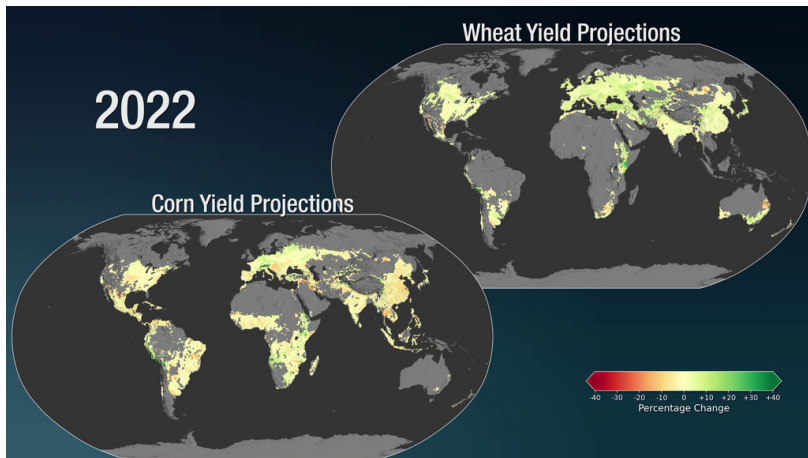 Wheat Yield Projections
2022
Corn Yield Projections
-40 -30 -20 -10 0 +10 +20 +30 +40
Percentage Change